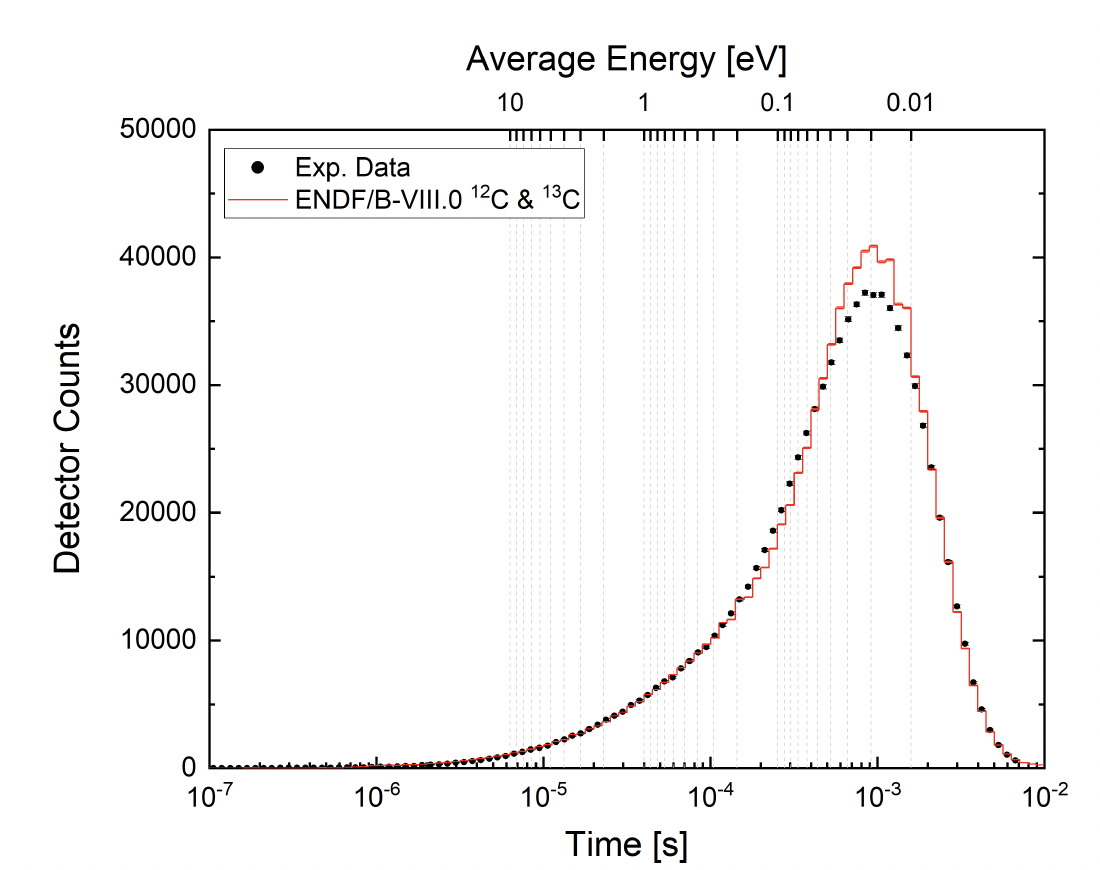 Average Energy [eV]
10 1 0.1 0.01
50000
Exp. Data
ENDF/B-VIII.0 ¹²C & ¹³C
40000
30000
20000
10000
0
Detector Counts
10⁻⁷ 10⁻⁶ 10⁻⁵ 10⁻⁴ 10⁻³ 10⁻²
Time [s]